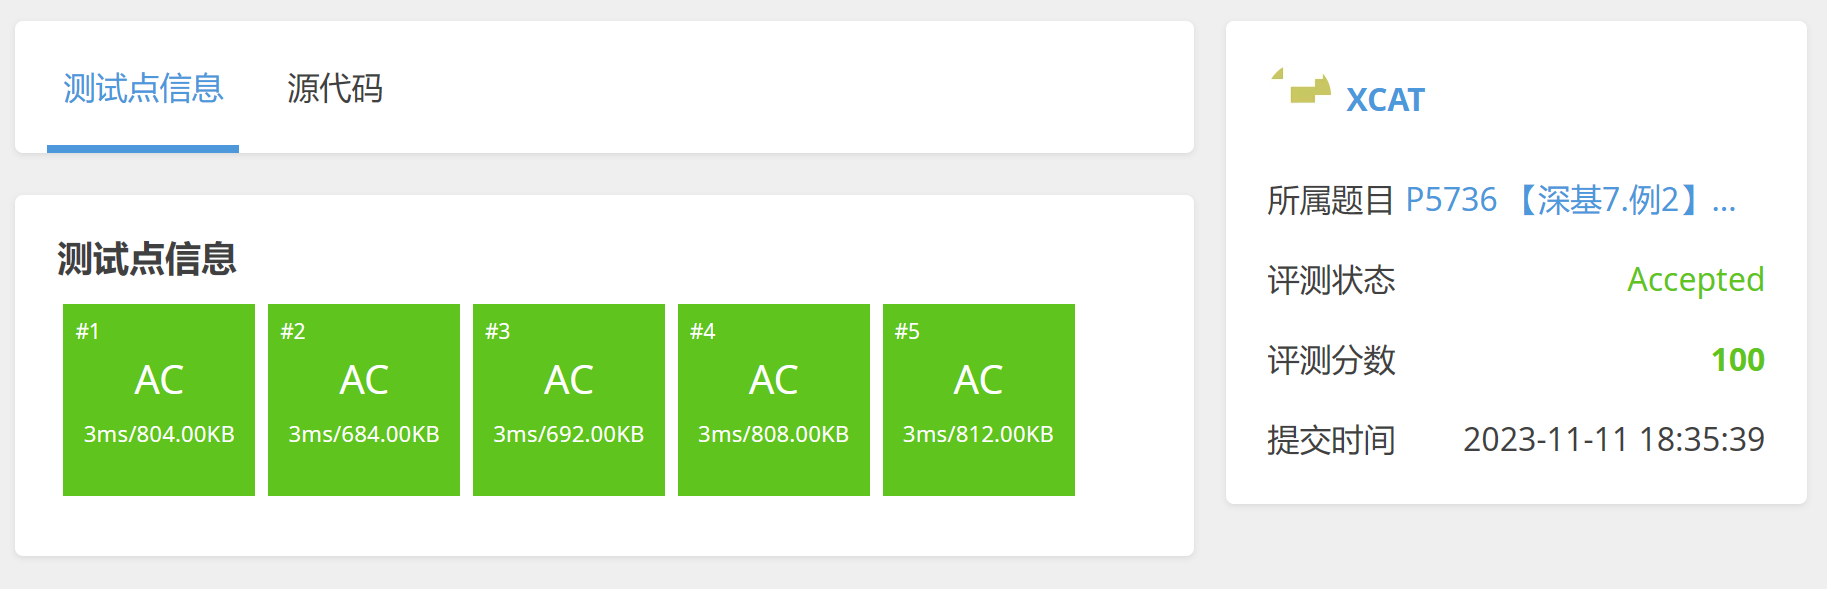 测试点信息
源代码
测试点信息
#1
AC
3ms/804.00KB
#2
AC
3ms/684.00KB
#3
AC
3ms/692.00KB
#4
AC
3ms/808.00KB
#5
AC
3ms/812.00KB
XCAT
所属题目 P5736 【深基7.例2】...
评测状态 Accepted
评测分数 100
提交时间 2023-11-11 18:35:39